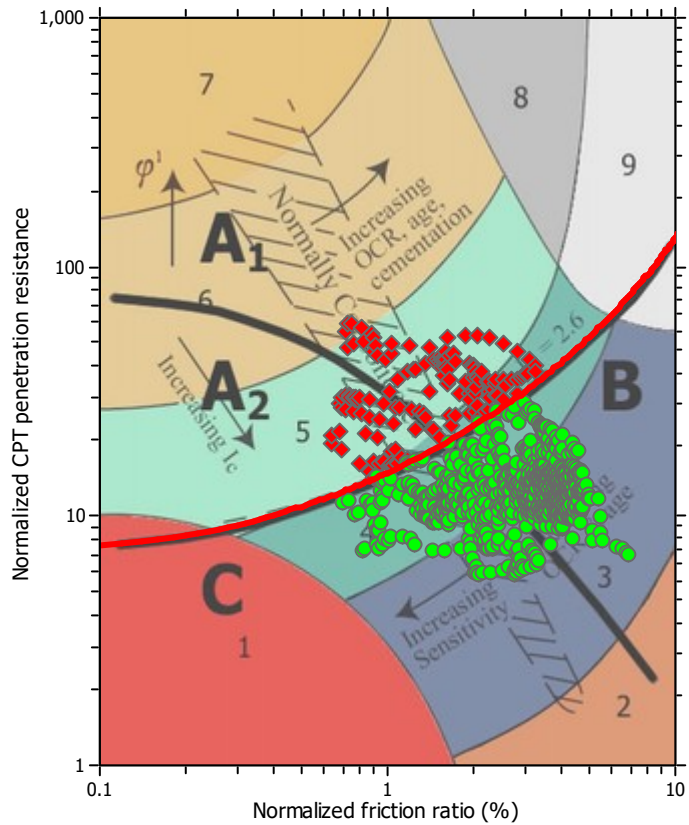 1,000
100
10
1
0.1
1
10
Normalized CPT penetration resistance
Normalized friction ratio (%)
7
8
9
φ'
Normally C
Increasing
OCR, age,
cementation
A1
6
A2
Increasing Ic
5
= 2.6
B
C
1
Increasing
Sensitivity
3
2